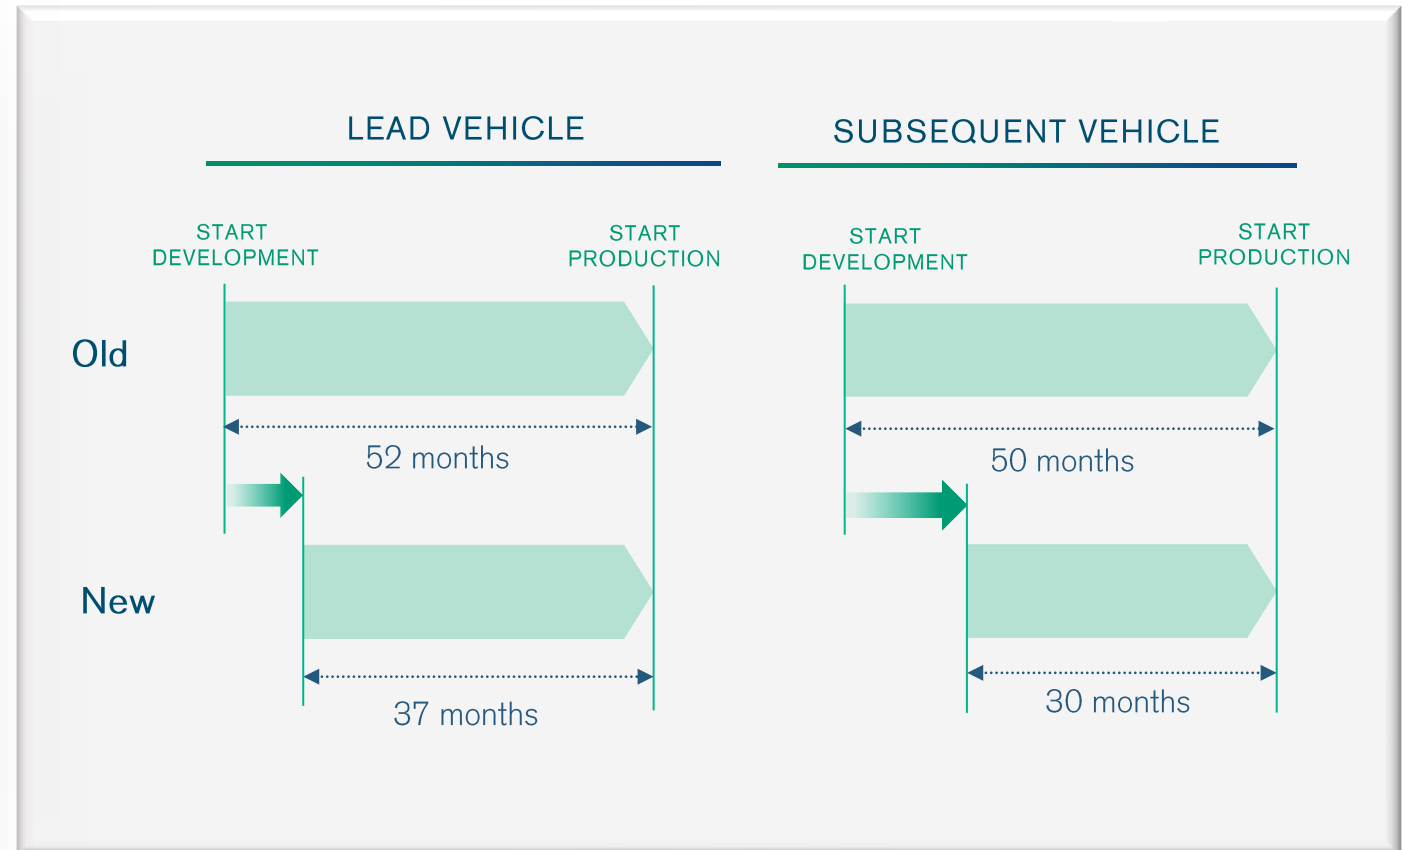 LEAD VEHICLE
SUBSEQUENT VEHICLE
START
DEVELOPMENT
START
PRODUCTION
START
DEVELOPMENT
START
PRODUCTION
Old
52 months
50 months
New
37 months
30 months